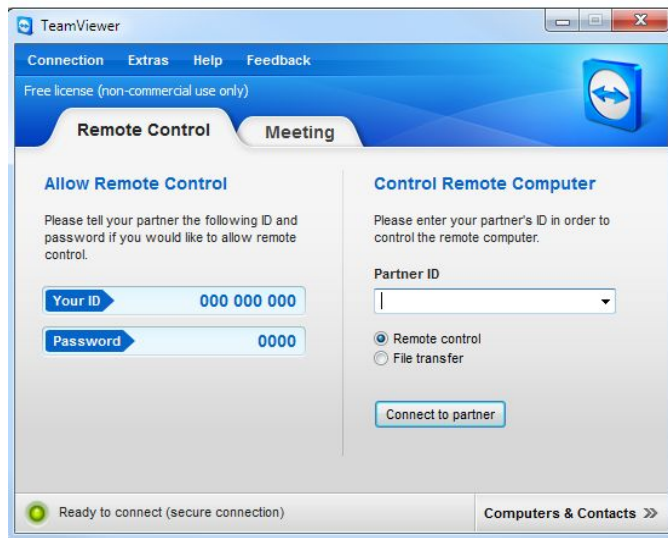 TeamViewer
Connection Extras Help Feedback
Free license (non-commercial use only)
Remote Control Meeting
Allow Remote Control
Please tell your partner the following ID and
password if you would like to allow remote
control.
Your ID 000 000 000
Password 0000
Control Remote Computer
Please enter your partner's ID in order to
control the remote computer.
Partner ID
Remote control
File transfer
Connect to partner
Ready to connect (secure connection)
Computers & Contacts >>